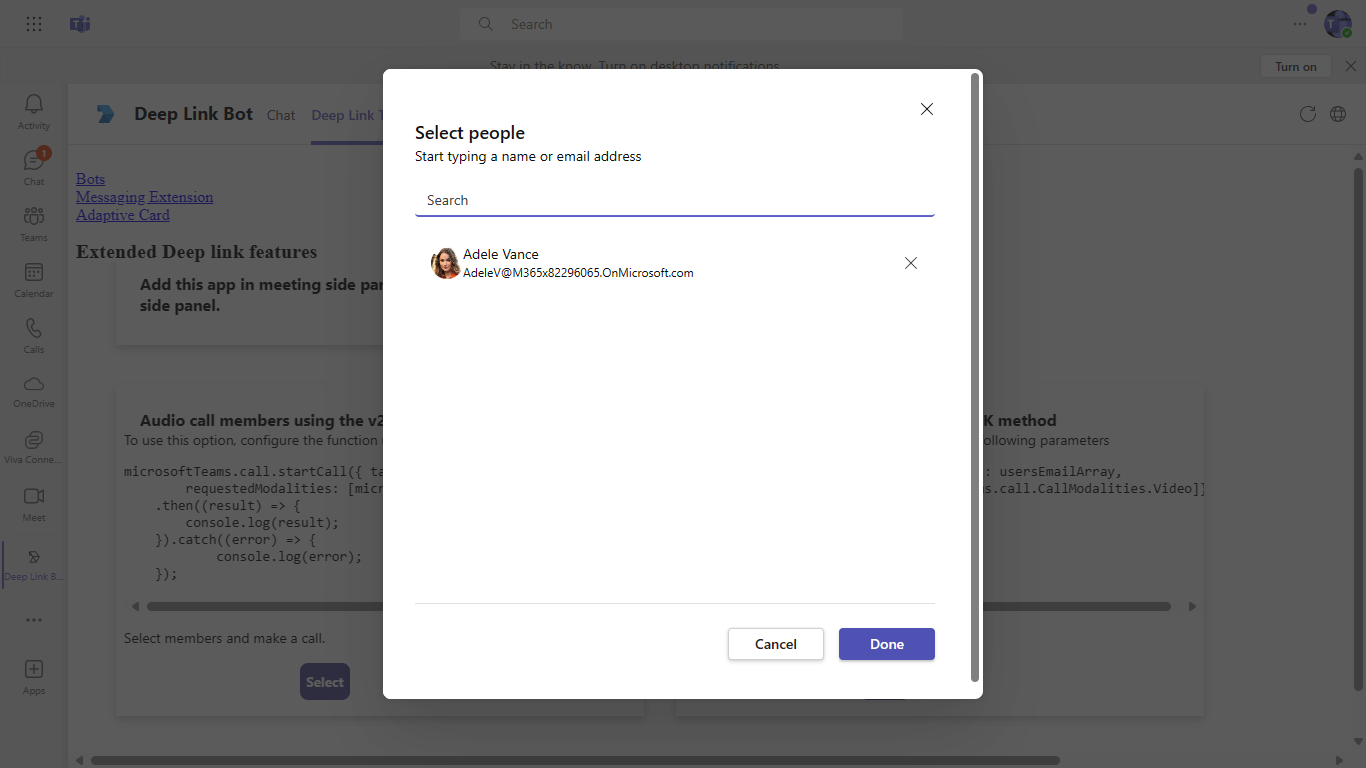 Search
Stay in the know. Turn on desktop notifications.
Turn on
Activity
Chat
1
Teams
Calendar
Calls
OneDrive
Viva Conne...
Meet
Deep Link B...
Apps
Deep Link Bot
Chat
Deep Link
Bots
Messaging Extension
Adaptive Card
Extended Deep link features
Add this app in meeting side
side panel.
Audio call members using the
To use this option, configure the function
microsoftTeams.call.startCall({
requestedModalities:
.then((result) => {
console.log(result);
}).catch((error) => {
console.log(error);
});
Select members and make a call.
Select
Select people
Start typing a name or email address
Search
Adele Vance
AdeleV@M365x82296065.OnMicrosoft.com
Cancel
Done
method
parameters
: usersEmailArray,
.call.CallModalities.Video]